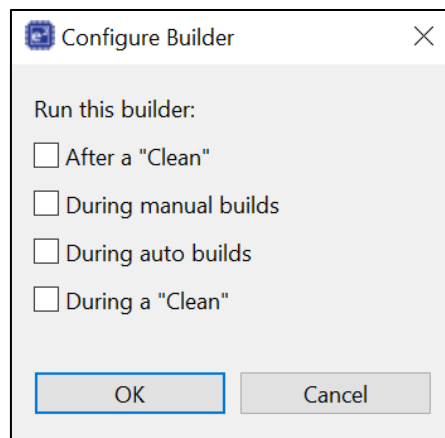 Configure Builder
Run this builder:
After a "Clean"
During manual builds
During auto builds
During a "Clean"
OK Cancel